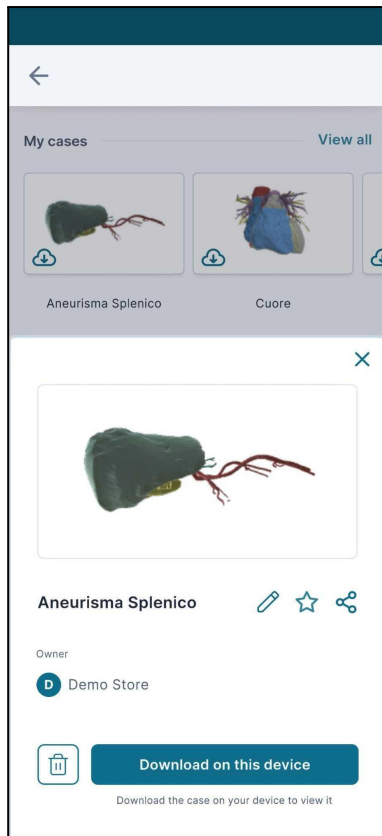 My cases View all
Aneurisma Splenico Cuore
Aneurisma Splenico
Owner
D Demo Store
Download on this device
Download the case on your device to view it